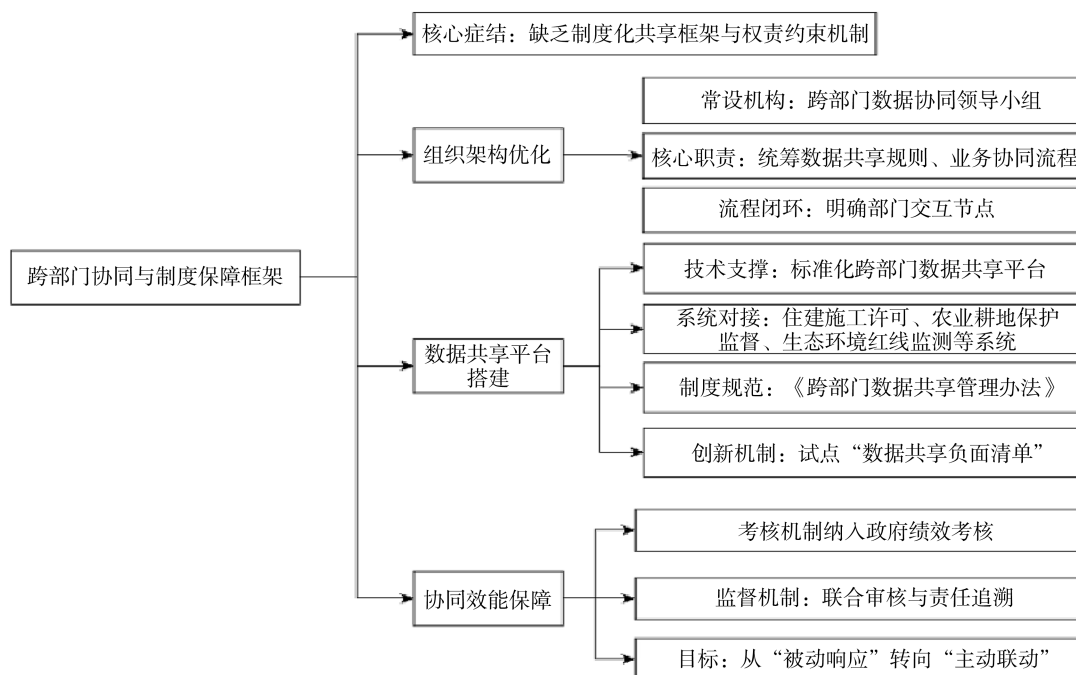 核心症结：缺乏制度化共享框架与权责约束机制
常设机构：跨部门数据协同领导小组
组织架构优化
核心职责：统筹数据共享规则、业务协同流程
流程闭环：明确部门交互节点
跨部门协同与制度保障框架
技术支撑：标准化跨部门数据共享平台
系统对接：住建施工许可、农业耕地保护
监督、生态环境红线监测等系统
数据共享平台
搭建
制度规范：《跨部门数据共享管理办法》
创新机制：试点“数据共享负面清单”
考核机制纳入政府绩效考核
协同效能保障
监督机制：联合审核与责任追溯
目标：从“被动响应”转向“主动联动”